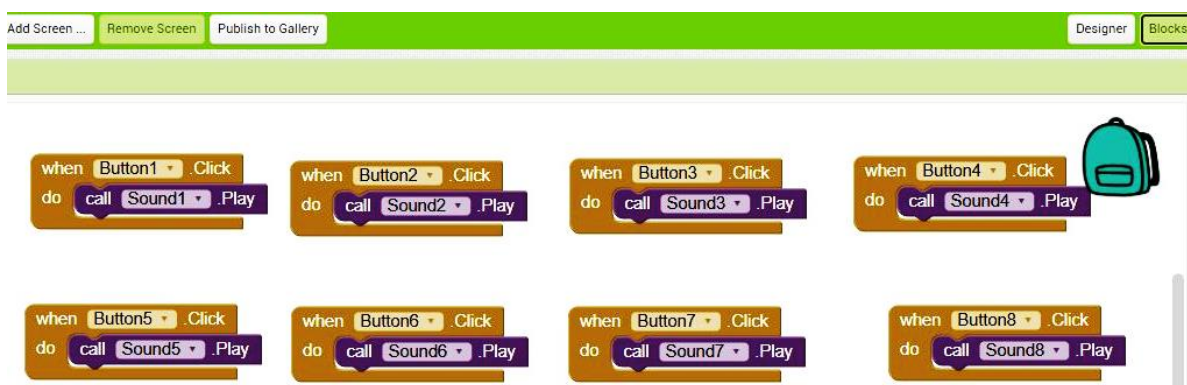 Add Screen ... Remove Screen Publish to Gallery Designer Blocks
when Button1 .Click
do call Sound1 .Play
when Button2 .Click
do call Sound2 .Play
when Button3 .Click
do call Sound3 .Play
when Button4 .Click
do call Sound4 .Play
when Button5 .Click
do call Sound5 .Play
when Button6 .Click
do call Sound6 .Play
when Button7 .Click
do call Sound7 .Play
when Button8 .Click
do call Sound8 .Play